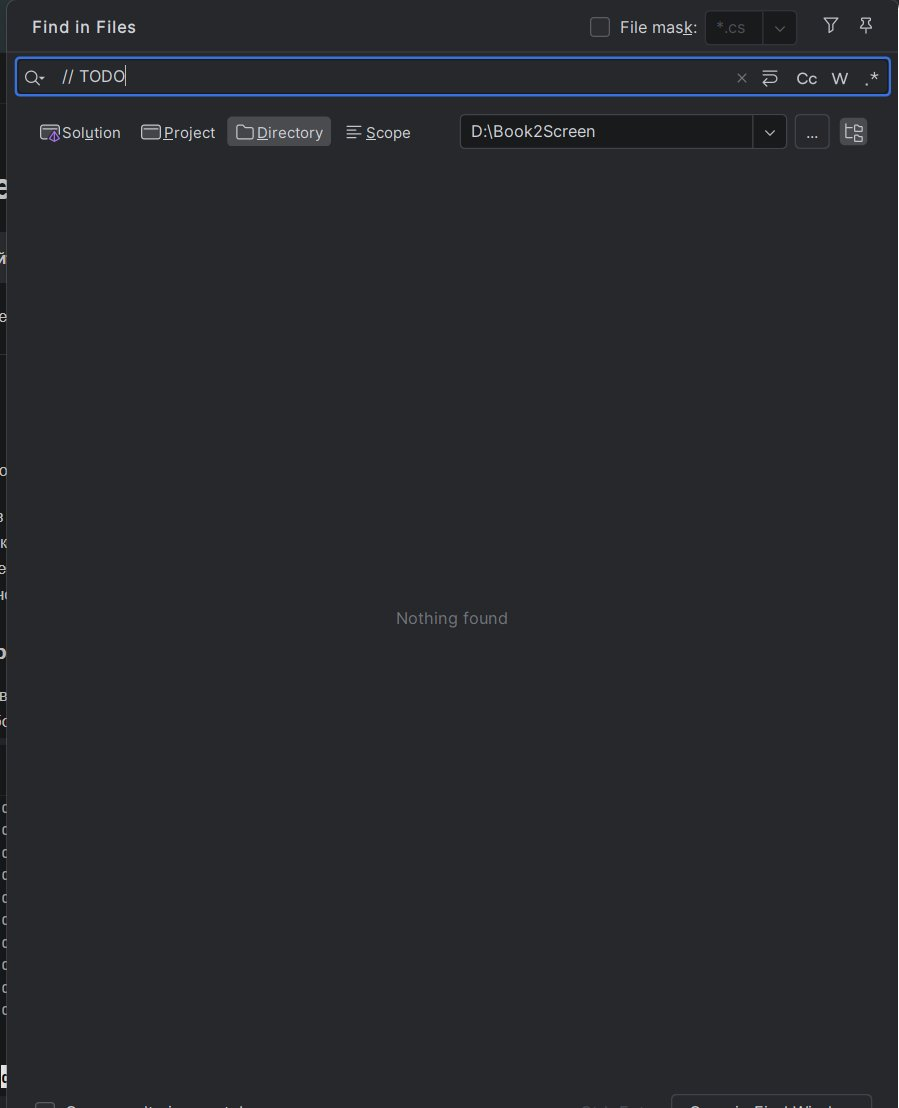 Find in Files
File mask: *.cs
// TODO
Cc W .*
Solution Project Directory Scope D:\Book2Screen ...
Nothing found